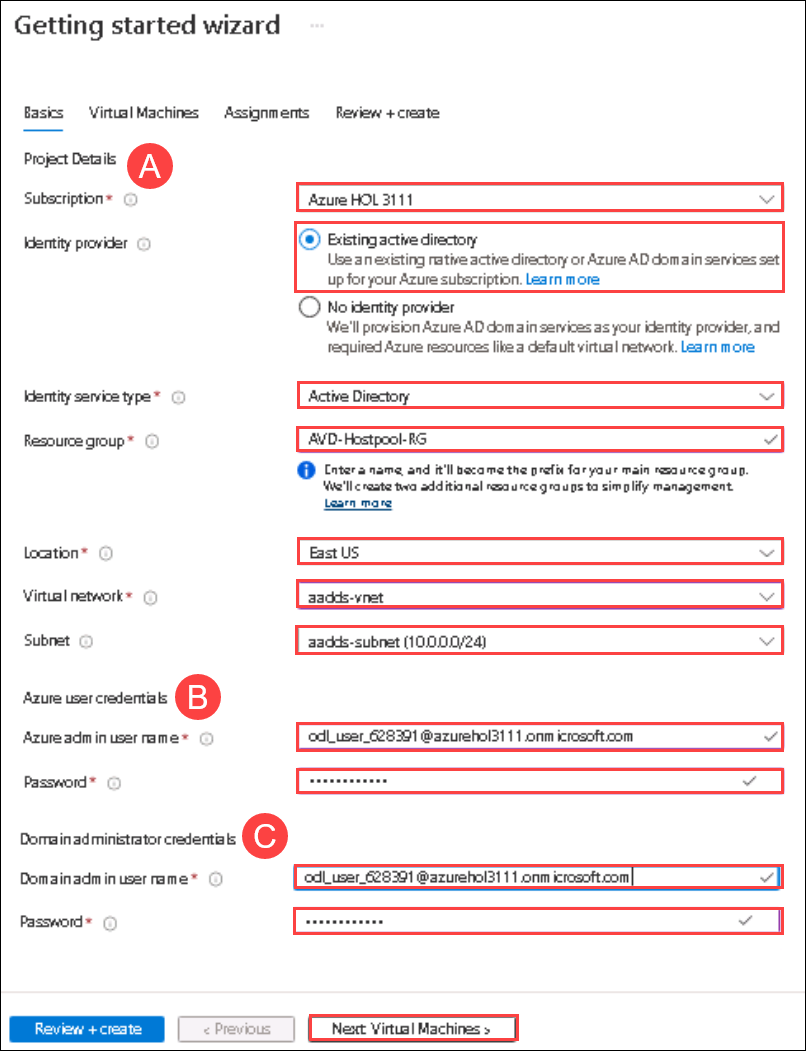 Getting started wizard ...
Basics Virtual Machines Assignments Review + create
Project Details A
Subscription * Azure HOL 3111
Identity provider Existing active directory
Use an existing native active directory or Azure AD domain services set
up for your Azure subscription. Learn more
No identity provider
We'll provision Azure AD domain services as your identity provider, and
required Azure resources like a default virtual network. Learn more
Identity service type * Active Directory
Resource group * AVD-Hostpool-RG
Enter a name, and it'll become the prefix for your main resource group.
We'll create two additional resource groups to simplify management.
Learn more
Location * East US
Virtual network * aadds-vnet
Subnet aadds-subnet (10.0.0.0/24)
Azure user credentials B
Azure admin user name * odl_user_628391@azurehol3111.onmicrosoft.com
Password * ••••••••••••
Domain administrator credentials C
Domain admin user name * odl_user_628391@azurehol3111.onmicrosoft.com
Password * ••••••••••••
Review + create < Previous Next: Virtual Machines >